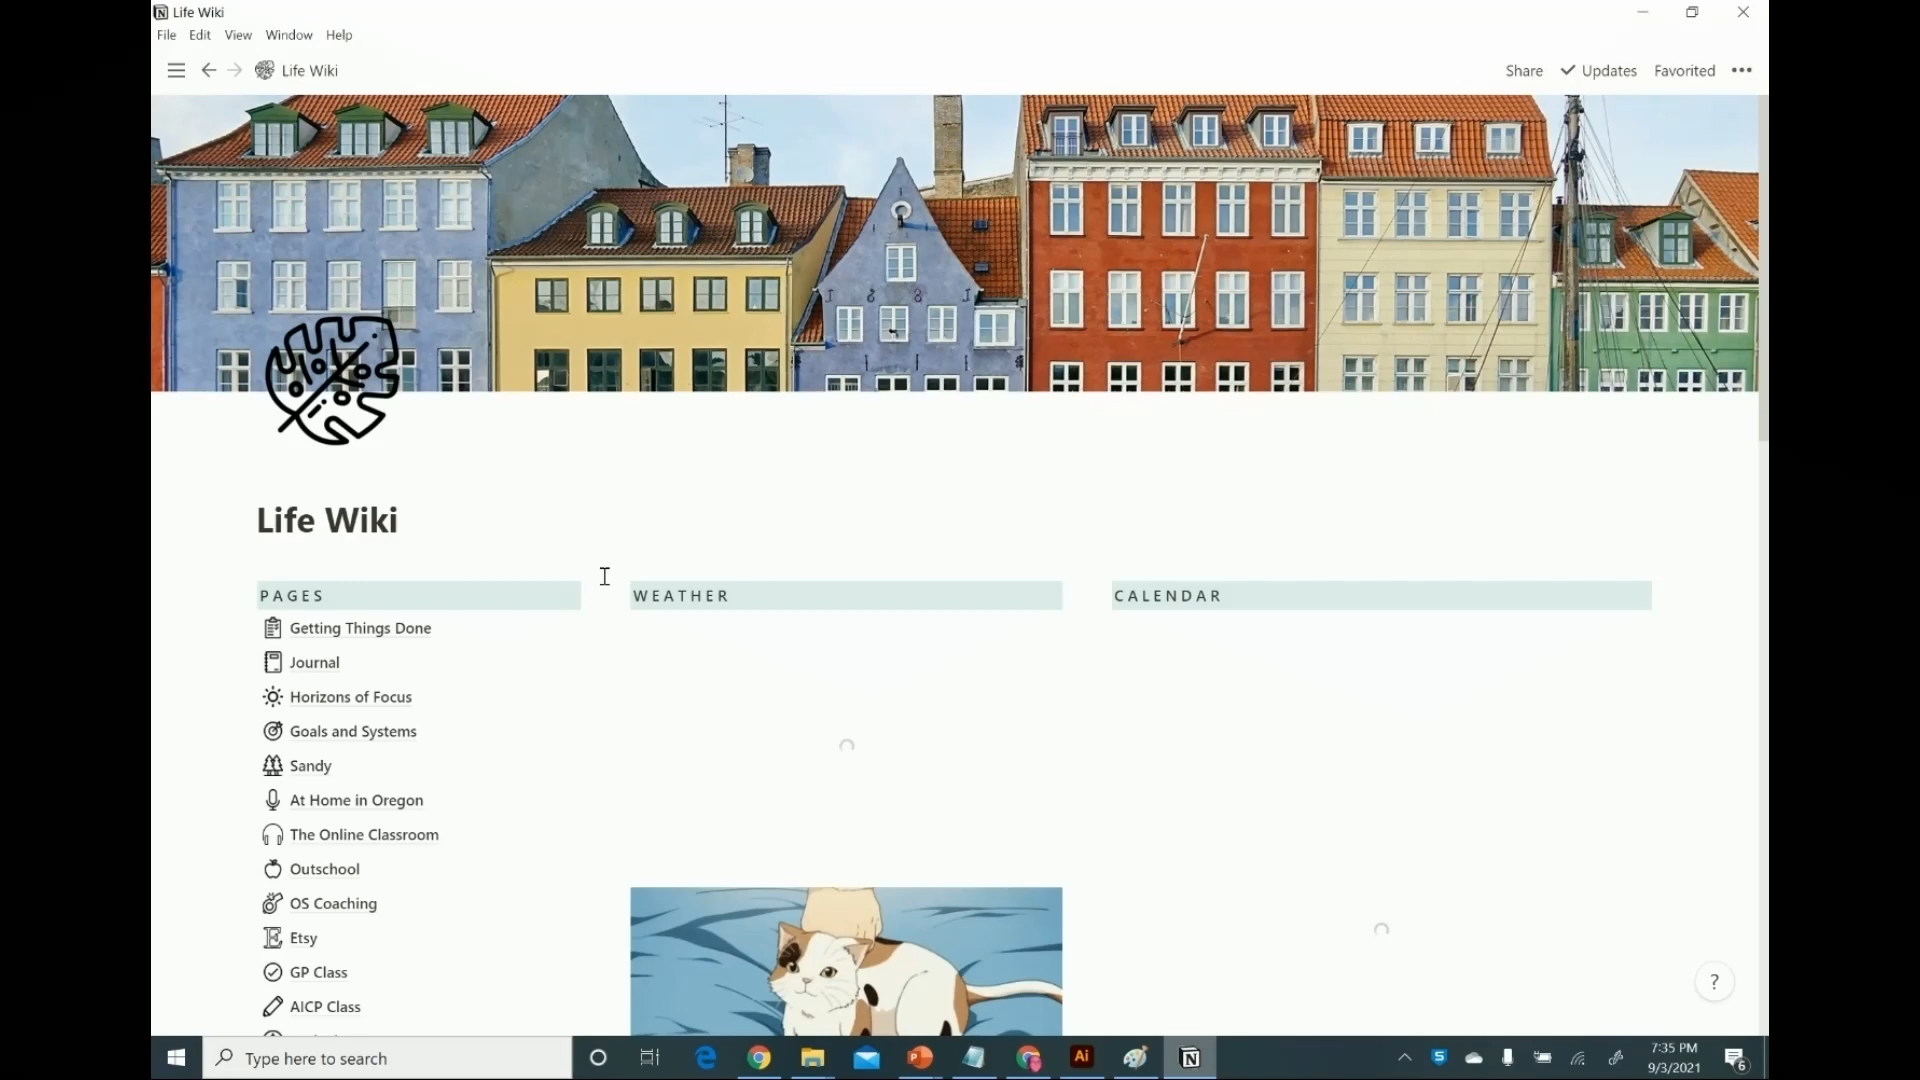 Life Wiki
File Edit View Window Help
Life Wiki
Share Updates Favorited
Life Wiki
PAGES
Getting Things Done
Journal
Horizons of Focus
Goals and Systems
Sandy
At Home in Oregon
The Online Classroom
Outschool
OS Coaching
Etsy
GP Class
AICP Class
WEATHER
CALENDAR
?
Type here to search
Ai
7:35 PM
9/3/2021
6